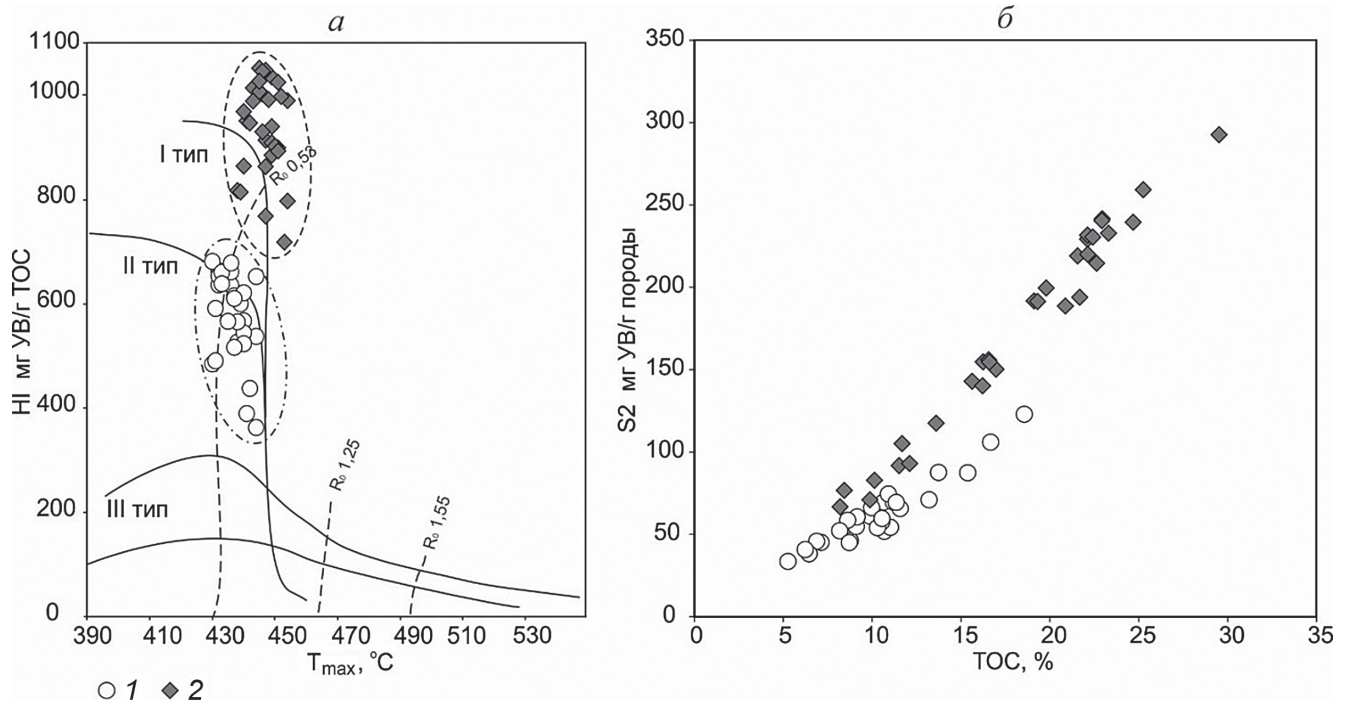 а
1100
1000
800
600
400
200
0
HI мг УВ/г TOC
I тип
II тип
III тип
R₀ 0,53
R₀ 1,25
R₀ 1,55
390 410 430 450 470 490 510 530
Tmax, °C
1 2
б
350
300
250
200
150
100
50
0
S2 мг УВ/г породы
0 5 10 15 20 25 30 35
TOC, %